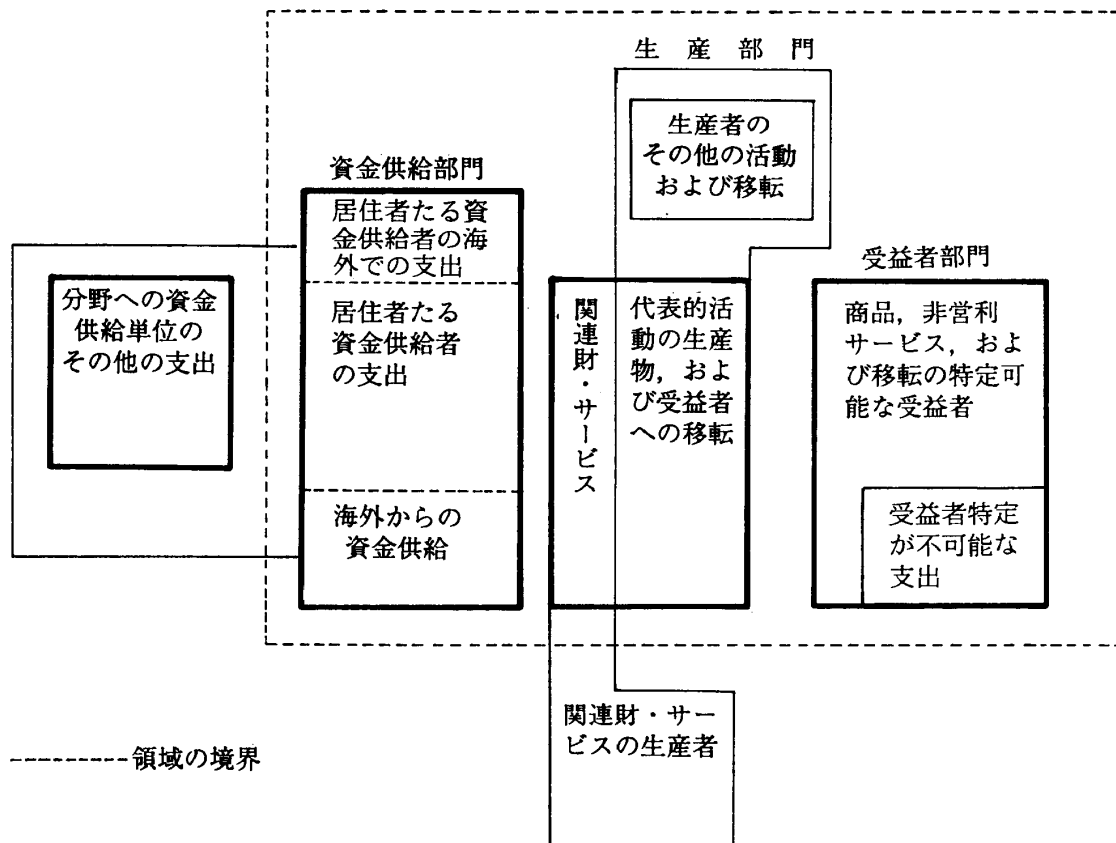 生産部門
生産者の
その他の活動
および移転
資金供給部門
居住者たる資
金供給者の海
外での支出
分野への資金
供給単位の
その他の支出
居住者たる
資金供給者
の支出
海外からの
資金供給
関連財・サービス
代表的活
動の生産
物，およ
び受益者
への移転
受益者部門
商品，非営利
サービス，およ
び移転の特定可
能な受益者
受益者特定
が不可能な
支出
関連財・サー
ビスの生産者
領域の境界